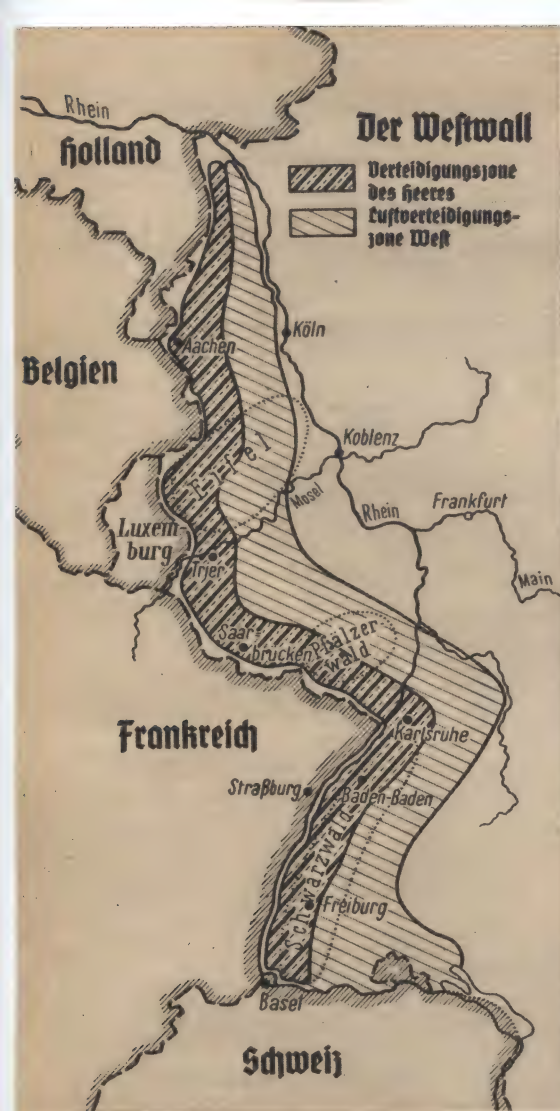 Rhein
Holland
Der Westwall
Verteidigungszone
des Heeres
Luftverteidigungs-
zone West
Köln
Aachen
Belgien
Koblenz
Eifel
Mosel
Rhein
Frankfurt
Main
Luxem-
burg
Trier
Saar
brücken
Pfälzer
wald
Karlsruhe
Frankreich
Straßburg
Baden-Baden
Schwarzwald
Freiburg
Basel
Schweiz